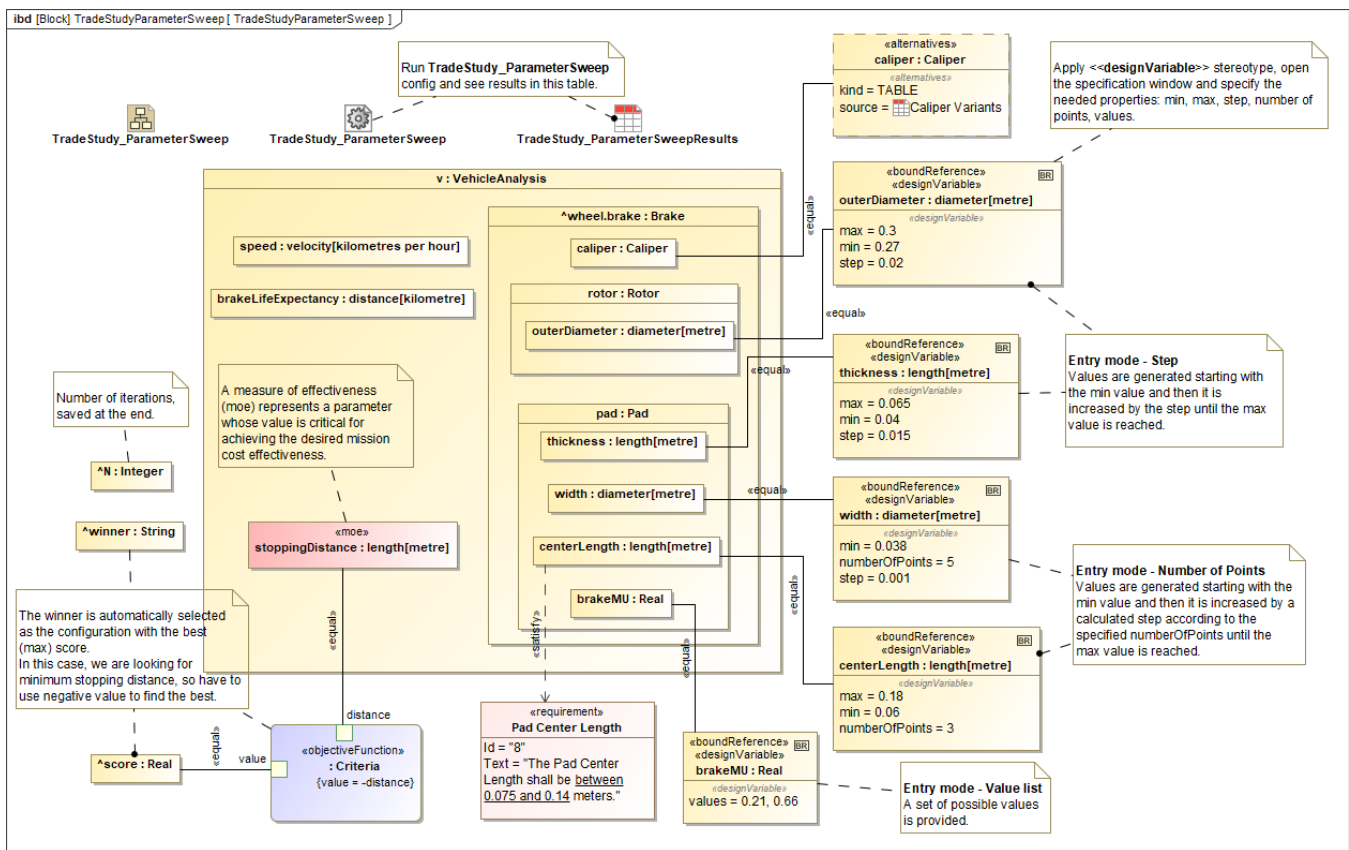 ibd [Block] TradeStudyParameterSweep [ TradeStudyParameterSweep ]
Run TradeStudy_ParameterSweep
config and see results in this table.
TradeStudy_ParameterSweep
TradeStudy_ParameterSweep
TradeStudy_ParameterSweepResults
«alternatives»
caliper : Caliper
«alternatives»
kind = TABLE
source = Caliper Variants
Apply <<designVariable>> stereotype, open
the specification window and specify the
needed properties: min, max, step, number of
points, values.
v : VehicleAnalysis
speed : velocity[kilometres per hour]
brakeLifeExpectancy : distance[kilometre]
^wheel.brake : Brake
caliper : Caliper
rotor : Rotor
outerDiameter : diameter[metre]
pad : Pad
thickness : length[metre]
width : diameter[metre]
centerLength : length[metre]
brakeMU : Real
«equal»
«boundReference»
BR
«designVariable»
outerDiameter : diameter[metre]
«designVariable»
max = 0.3
min = 0.27
step = 0.02
«equal»
«boundReference»
BR
«designVariable»
thickness : length[metre]
«designVariable»
max = 0.065
min = 0.04
step = 0.015
«equal»
Entry mode - Step
Values are generated starting with
the min value and then it is
increased by the step until the max
value is reached.
«equal»
«boundReference»
BR
«designVariable»
width : diameter[metre]
«designVariable»
min = 0.038
numberOfPoints = 5
step = 0.001
Entry mode - Number of Points
Values are generated starting with the
min value and then it is increased by a
calculated step according to the
specified numberOfPoints until the
max value is reached.
«equal»
«boundReference»
BR
«designVariable»
centerLength : length[metre]
«designVariable»
max = 0.18
min = 0.06
numberOfPoints = 3
Number of iterations,
saved at the end.
^N : Integer
^winner : String
A measure of effectiveness
(moe) represents a parameter
whose value is critical for
achieving the desired mission
cost effectiveness.
«moe»
stoppingDistance : length[metre]
The winner is automatically selected
as the configuration with the best
(max) score.
In this case, we are looking for
minimum stopping distance, so have to
use negative value to find the best.
«equal»
distance
«objectiveFunction»
: Criteria
{value = -distance}
value
«equal»
^score : Real
«satisfy»
«requirement»
Pad Center Length
Id = "8"
Text = "The Pad Center
Length shall be between
0.075 and 0.14 meters."
«equal»
«boundReference»
BR
«designVariable»
brakeMU : Real
«designVariable»
values = 0.21, 0.66
Entry mode - Value list
A set of possible values
is provided.